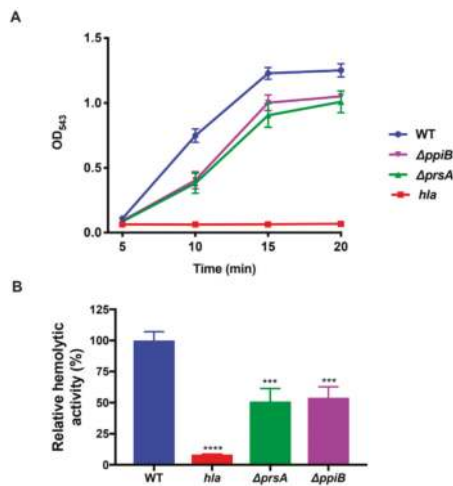 A
OD543
1.5
1.0
0.5
0.0
5
10
15
20
Time (min)
WT
ΔppiB
ΔprsA
hla
B
Relative hemolytic
activity (%)
125
100
75
50
25
0
****
***
***
WT
hla
ΔprsA
ΔppiB